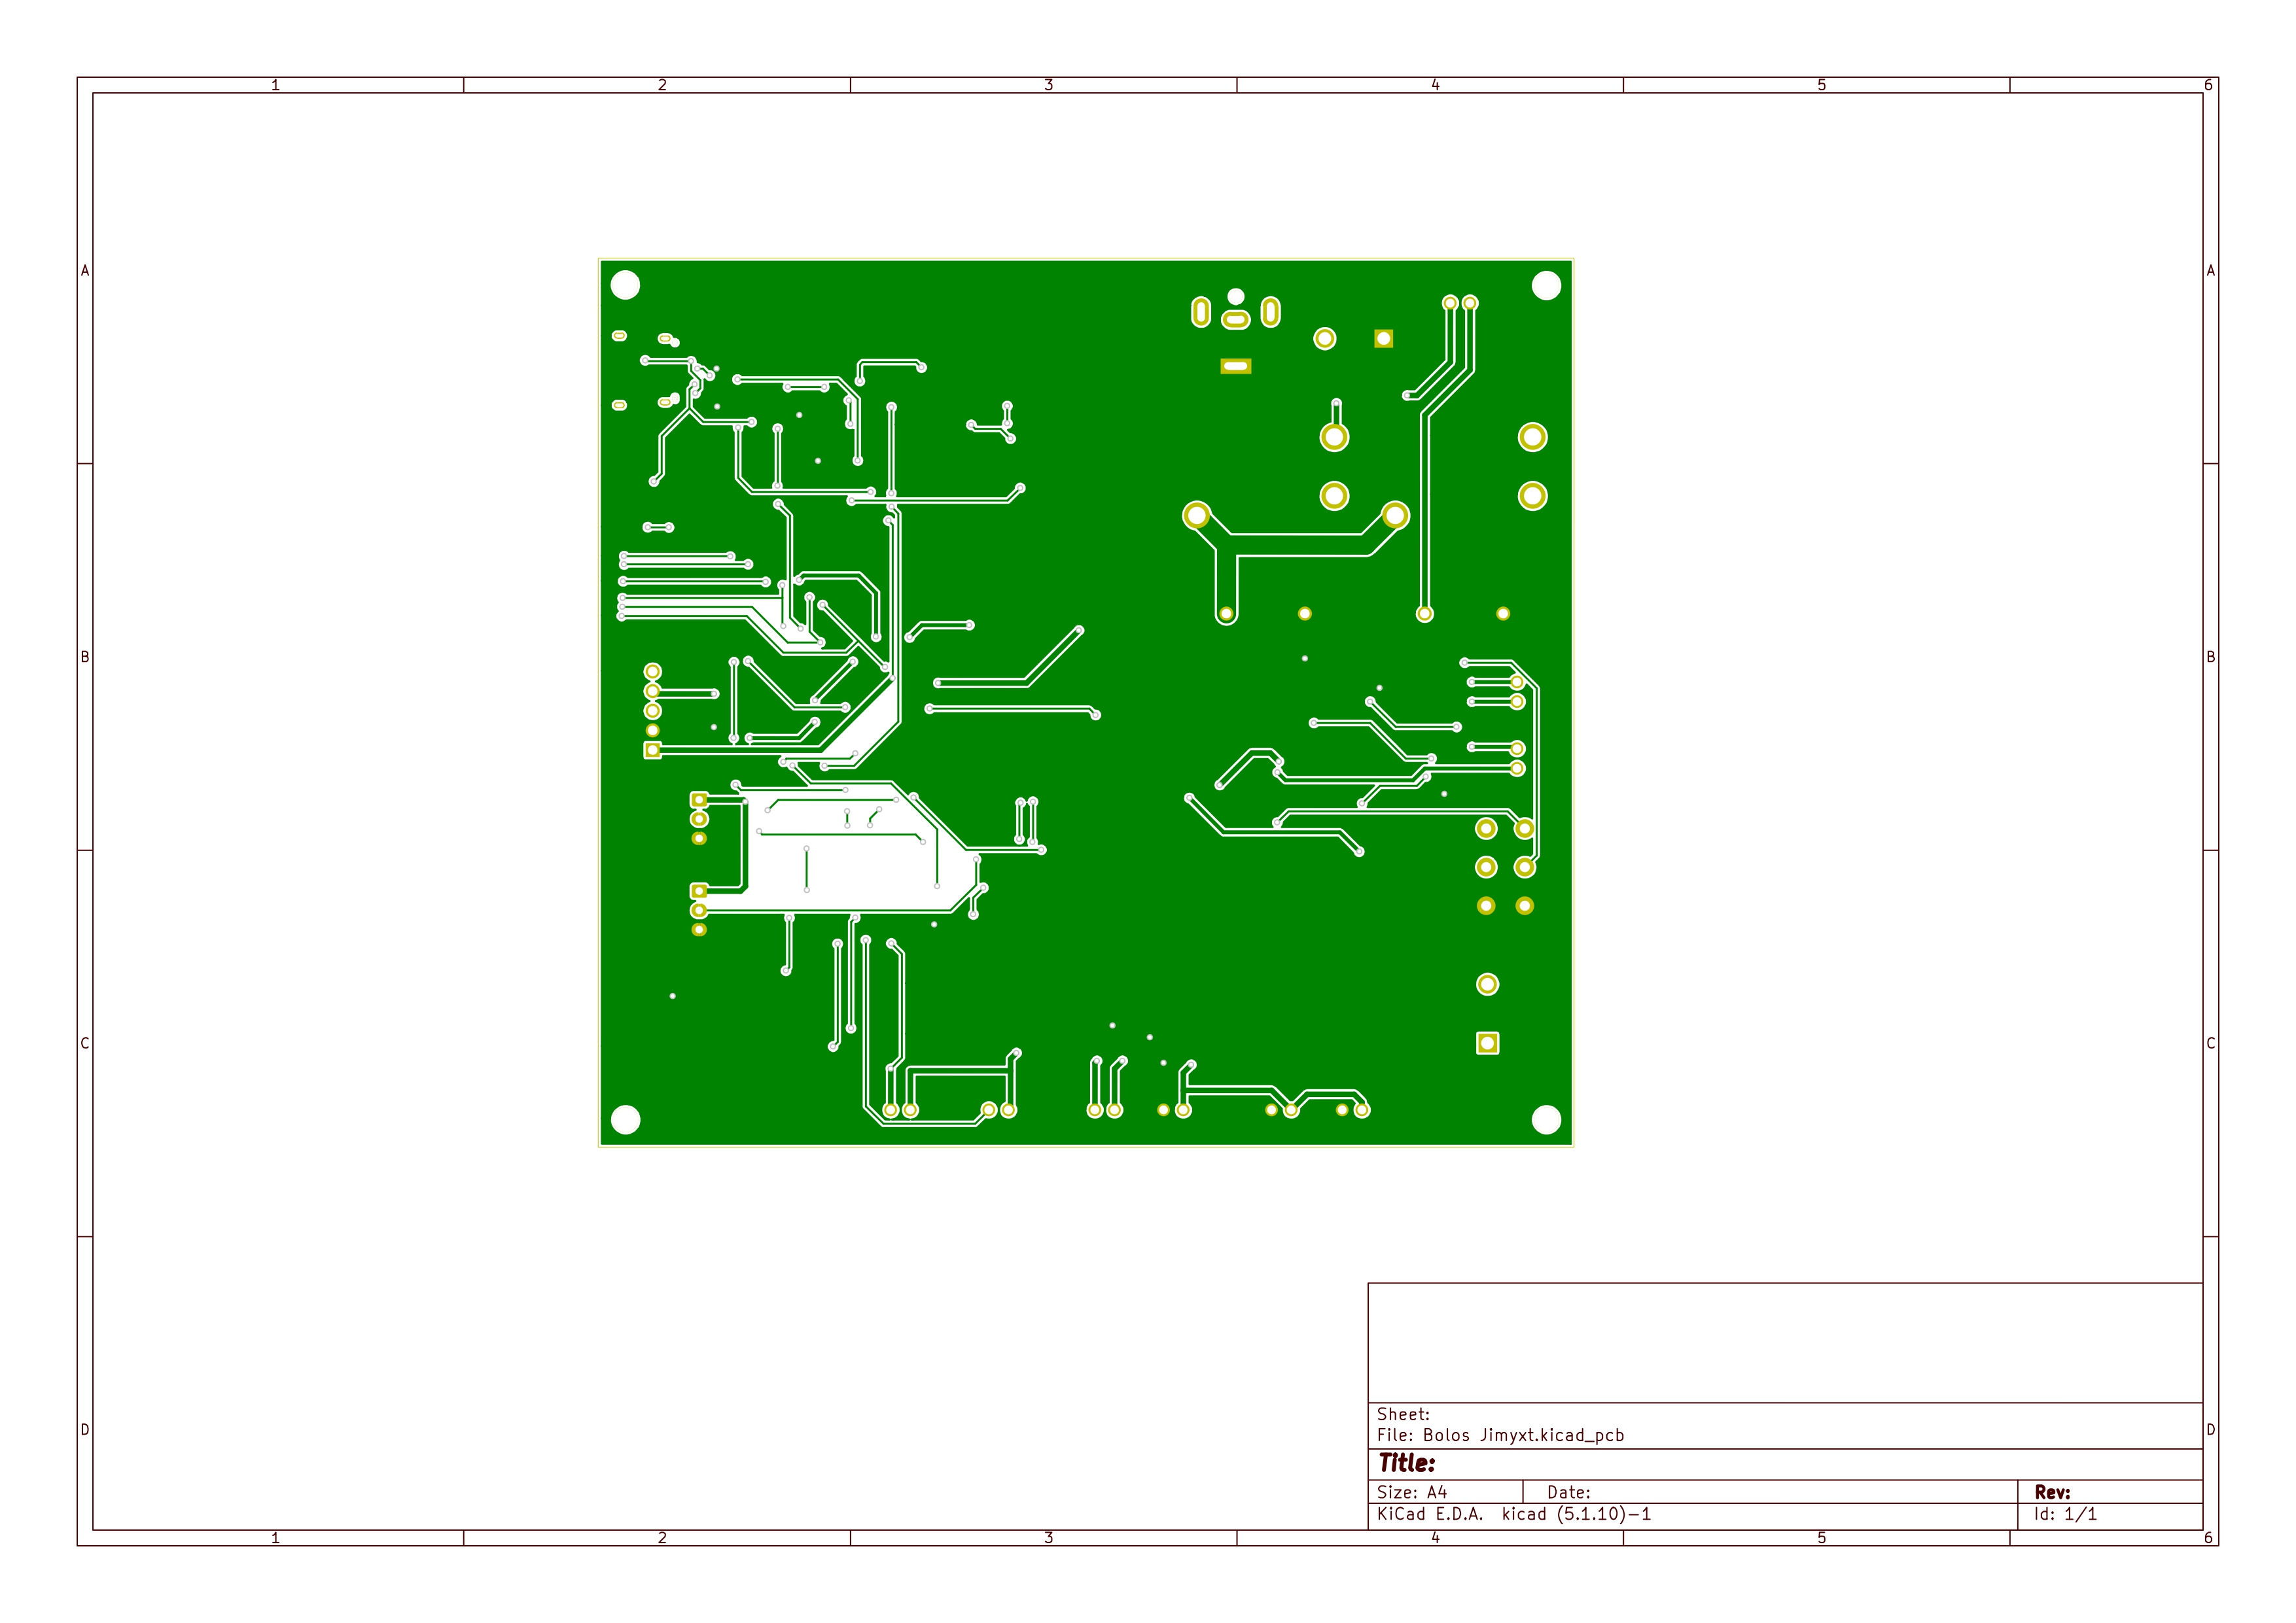 1 2 3 4 5 6
A A
B B
C C
D D
Sheet:
File: Bolos Jimyxt.kicad_pcb
Title:
Size: A4 Date: Rev:
KiCad E.D.A. kicad (5.1.10)-1 Id: 1/1
1 2 3 4 5 6